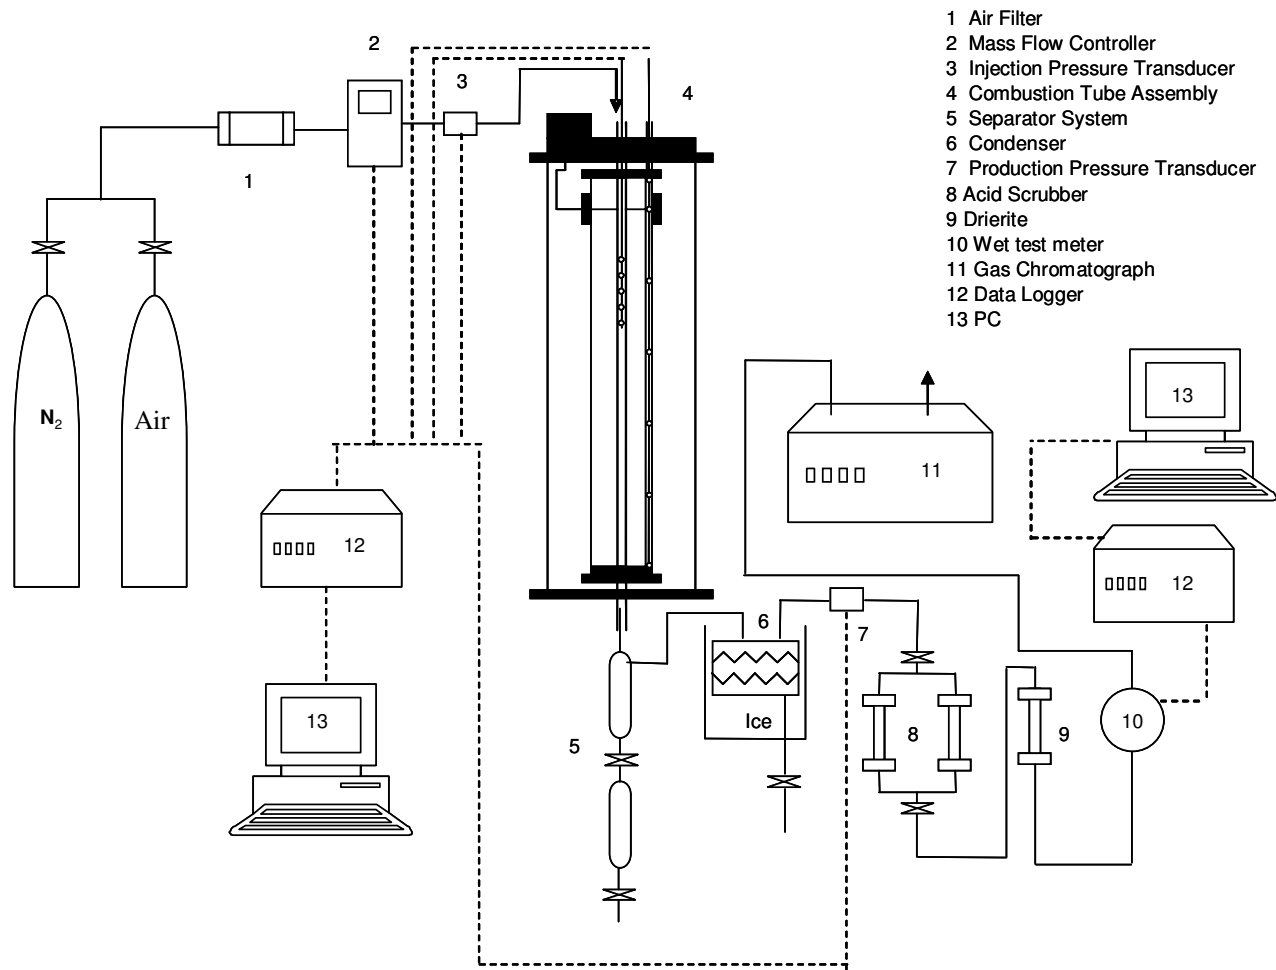 1 Air Filter
2 Mass Flow Controller
3 Injection Pressure Transducer
4 Combustion Tube Assembly
5 Separator System
6 Condenser
7 Production Pressure Transducer
8 Acid Scrubber
9 Drierite
10 Wet test meter
11 Gas Chromatograph
12 Data Logger
13 PC
2
3
4
1
N2
Air
13
11
12
12
6
7
13
Ice
5
8
9
10